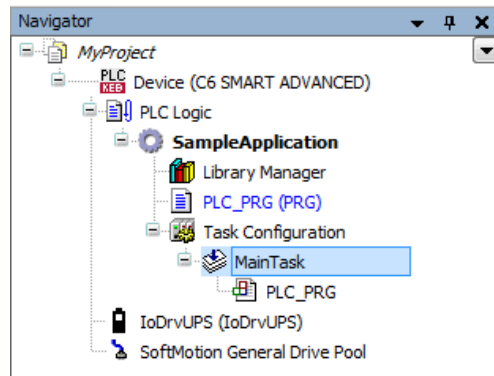 Navigator
MyProject
PLC
KEB
Device (C6 SMART ADVANCED)
PLC Logic
SampleApplication
Library Manager
PLC_PRG (PRG)
Task Configuration
MainTask
PLC_PRG
IoDrvUPS (IoDrvUPS)
SoftMotion General Drive Pool